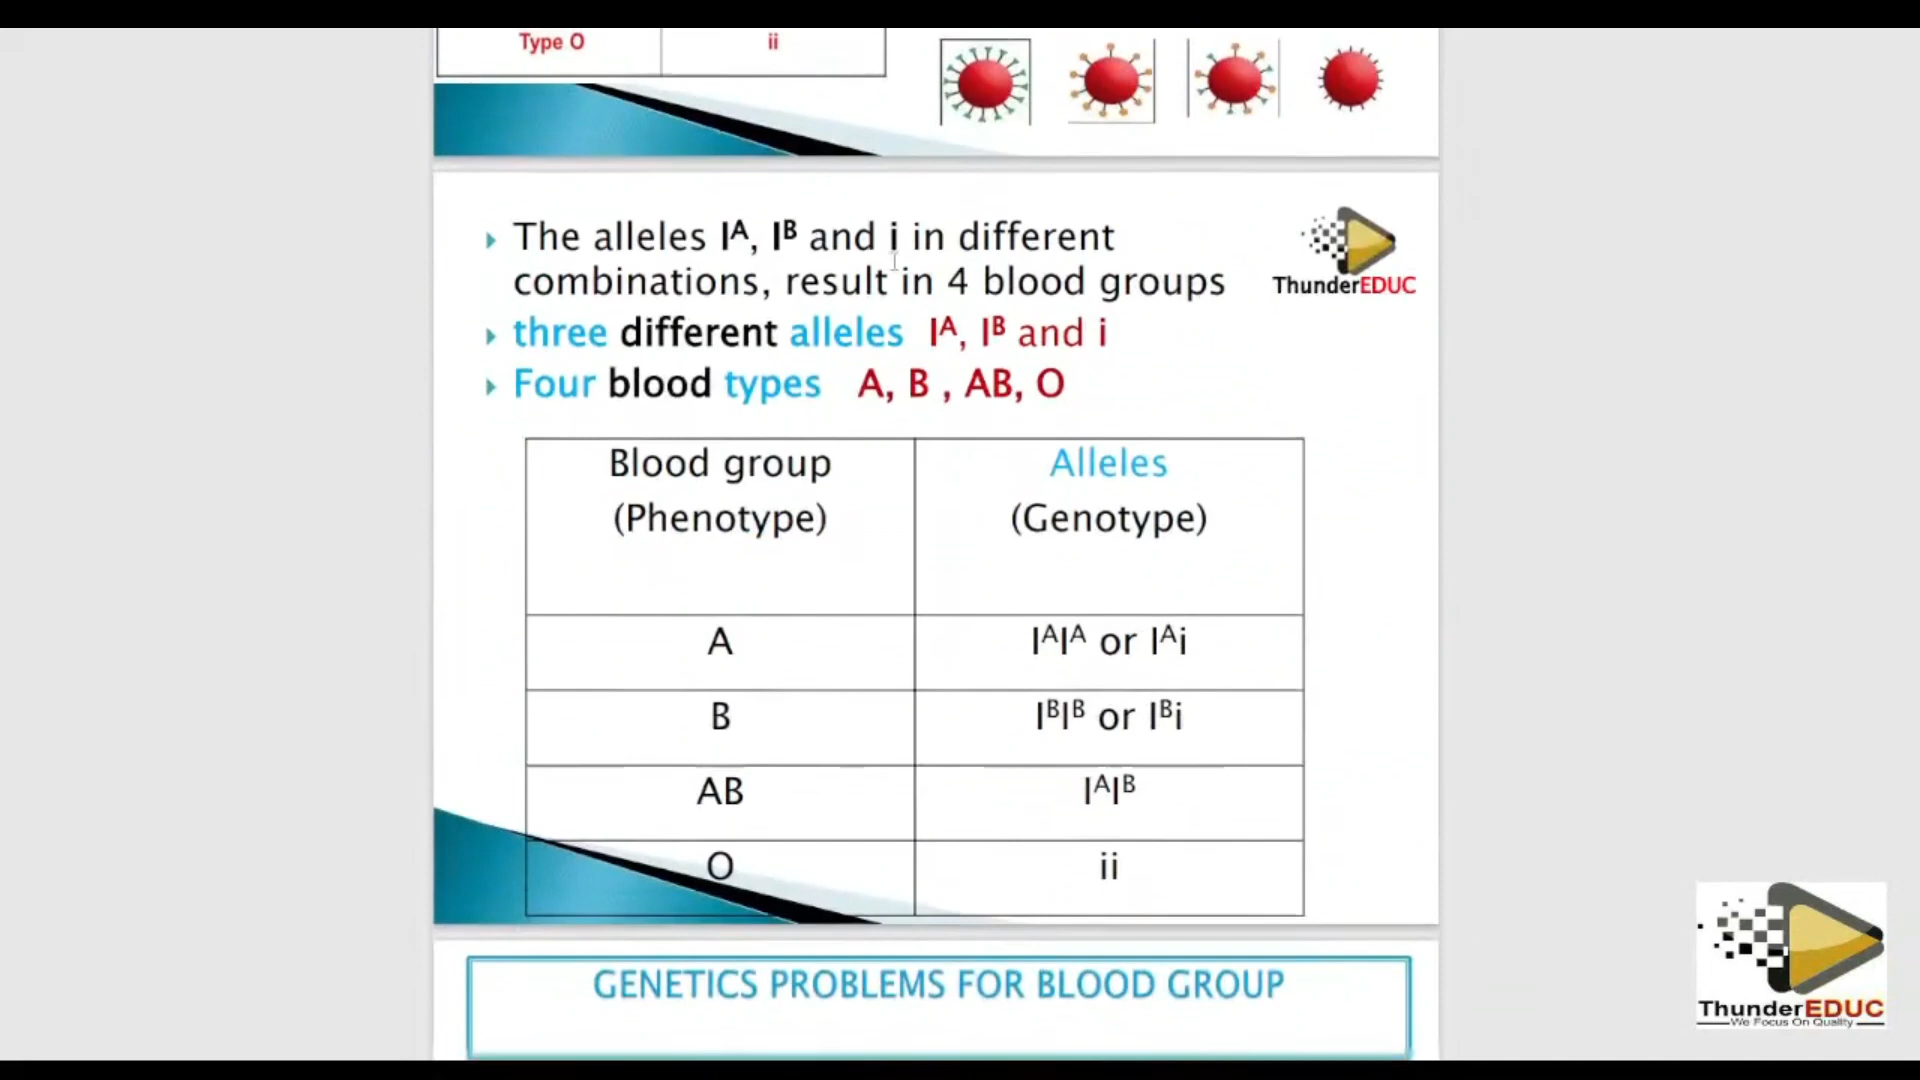 Type O ii
The alleles Iᴬ, Iᴮ and i in different
combinations, result in 4 blood groups
ThunderEDUC
three different alleles Iᴬ, Iᴮ and i
Four blood types A, B , AB, O
Blood group Alleles
(Phenotype) (Genotype)
A IᴬIᴬ or Iᴬi
B IᴮIᴮ or Iᴮi
AB IᴬIᴮ
O ii
GENETICS PROBLEMS FOR BLOOD GROUP
ThunderEDUC
We Focus On Quality